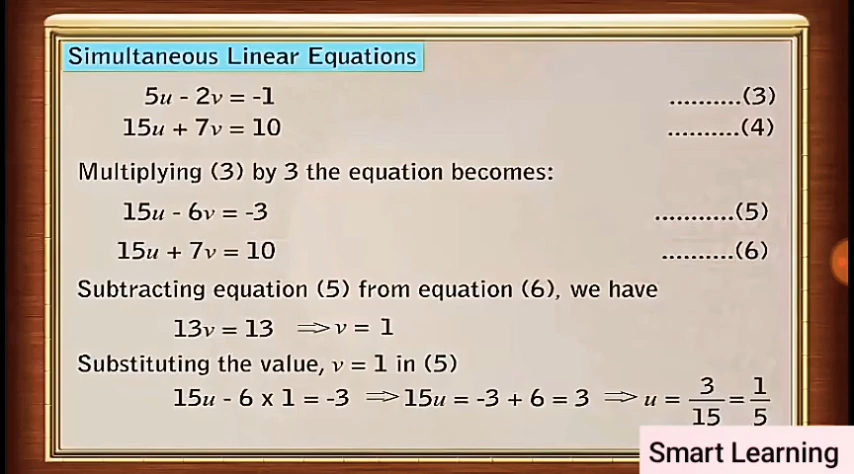 Simultaneous Linear Equations
5u - 2v = -1 ..........(3)
15u + 7v = 10 ..........(4)
Multiplying (3) by 3 the equation becomes:
15u - 6v = -3 ...........(5)
15u + 7v = 10 ..........(6)
Subtracting equation (5) from equation (6), we have
13v = 13 ⟹ v = 1
Substituting the value, v = 1 in (5)
15u - 6 x 1 = -3 ⟹ 15u = -3 + 6 = 3 ⟹ u = 3/15 = 1/5
Smart Learning